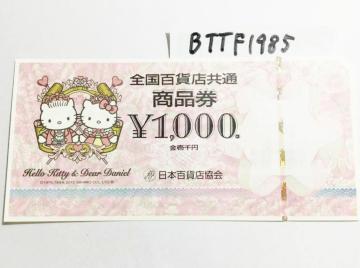 BTTF1985
全国百貨店共通
商品券
¥1,000
金壱千円
Hello Kitty & Dear Daniel
日本百貨店協会